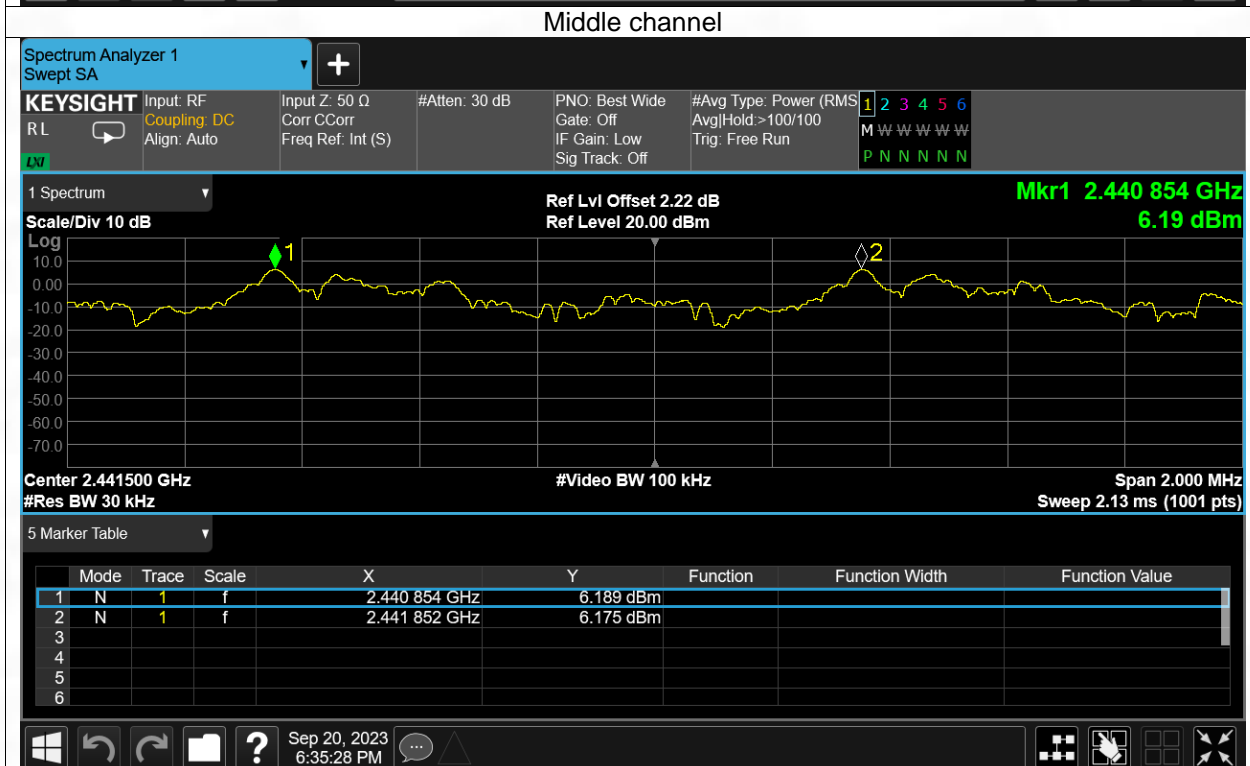 Middle channel
Spectrum Analyzer 1
Swept SA
+
KEYSIGHT
RL
LXI
Input: RF
Coupling: DC
Align: Auto
Input Z: 50 Ω
Corr CCorr
Freq Ref: Int (S)
#Atten: 30 dB
PNO: Best Wide
Gate: Off
IF Gain: Low
Sig Track: Off
#Avg Type: Power (RMS
Avg|Hold:>100/100
Trig: Free Run
1 2 3 4 5 6
M W W W W W
P N N N N N
1 Spectrum
Scale/Div 10 dB
Ref Lvl Offset 2.22 dB
Ref Level 20.00 dBm
Mkr1 2.440 854 GHz
6.19 dBm
Log
10.0
0.00
-10.0
-20.0
-30.0
-40.0
-50.0
-60.0
-70.0
1
2
Center 2.441500 GHz
#Video BW 100 kHz
Span 2.000 MHz
#Res BW 30 kHz
Sweep 2.13 ms (1001 pts)
5 Marker Table
Mode Trace Scale X Y Function Function Width Function Value
1 N 1 f 2.440 854 GHz 6.189 dBm
2 N 1 f 2.441 852 GHz 6.175 dBm
3
4
5
6
?
Sep 20, 2023
6:35:28 PM
...